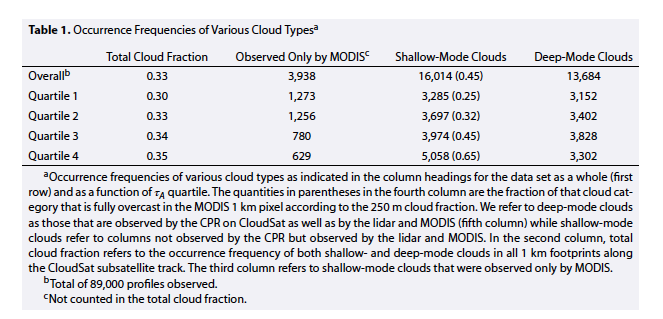 Table 1. Occurrence Frequencies of Various Cloud Typesᵃ
Total Cloud Fraction Observed Only by MODISᶜ Shallow-Mode Clouds Deep-Mode Clouds
Overallᵇ 0.33 3,938 16,014 (0.45) 13,684
Quartile 1 0.30 1,273 3,285 (0.25) 3,152
Quartile 2 0.33 1,256 3,697 (0.32) 3,402
Quartile 3 0.34 780 3,974 (0.45) 3,828
Quartile 4 0.35 629 5,058 (0.65) 3,302
ᵃOccurrence frequencies of various cloud types as indicated in the column headings for the data set as a whole (first
row) and as a function of τA quartile. The quantities in parentheses in the fourth column are the fraction of that cloud cat-
egory that is fully overcast in the MODIS 1 km pixel according to the 250 m cloud fraction. We refer to deep-mode clouds
as those that are observed by the CPR on CloudSat as well as by the lidar and MODIS (fifth column) while shallow-mode
clouds refer to columns not observed by the CPR but observed by the lidar and MODIS. In the second column, total
cloud fraction refers to the occurrence frequency of both shallow- and deep-mode clouds in all 1 km footprints along
the CloudSat subsatellite track. The third column refers to shallow-mode clouds that were observed only by MODIS.
ᵇTotal of 89,000 profiles observed.
ᶜNot counted in the total cloud fraction.